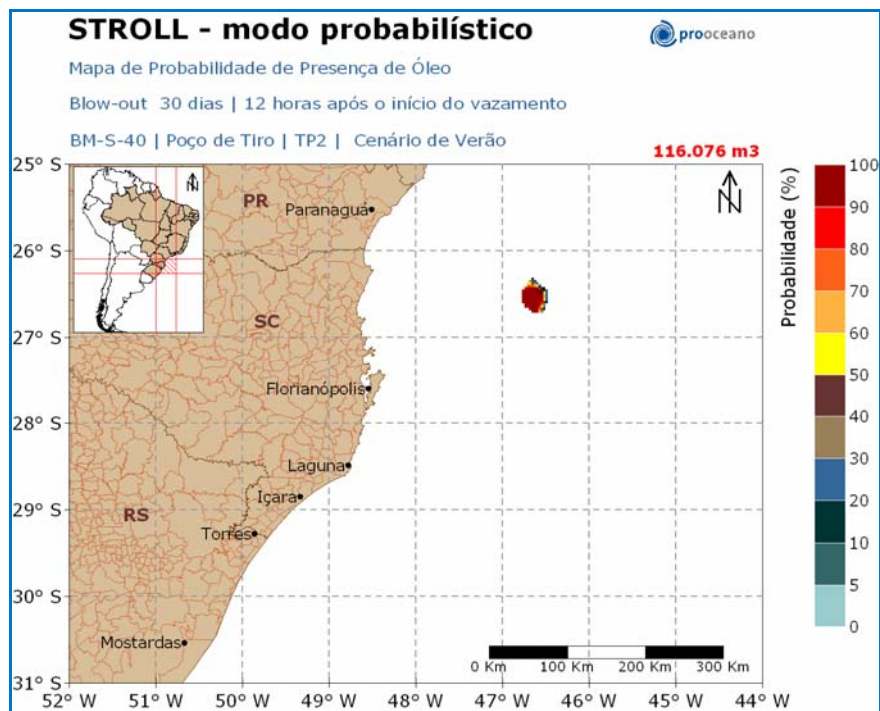 STROLL - modo probabilístico
prooceano
Mapa de Probabilidade de Presença de Óleo
Blow-out 30 dias | 12 horas após o início do vazamento
BM-S-40 | Poço de Tiro | TP2 | Cenário de Verão
116.076 m3
25° S
26° S
27° S
28° S
29° S
30° S
31° S
52° W
51° W
50° W
49° W
48° W
47° W
46° W
45° W
44° W
N
PR
Paranaguá
N
SC
Florianópolis
Laguna
Içara
RS
Torres
Mostardas
0 Km
100 Km
200 Km
300 Km
Probabilidade (%)
100
90
80
70
60
50
40
30
20
10
5
0